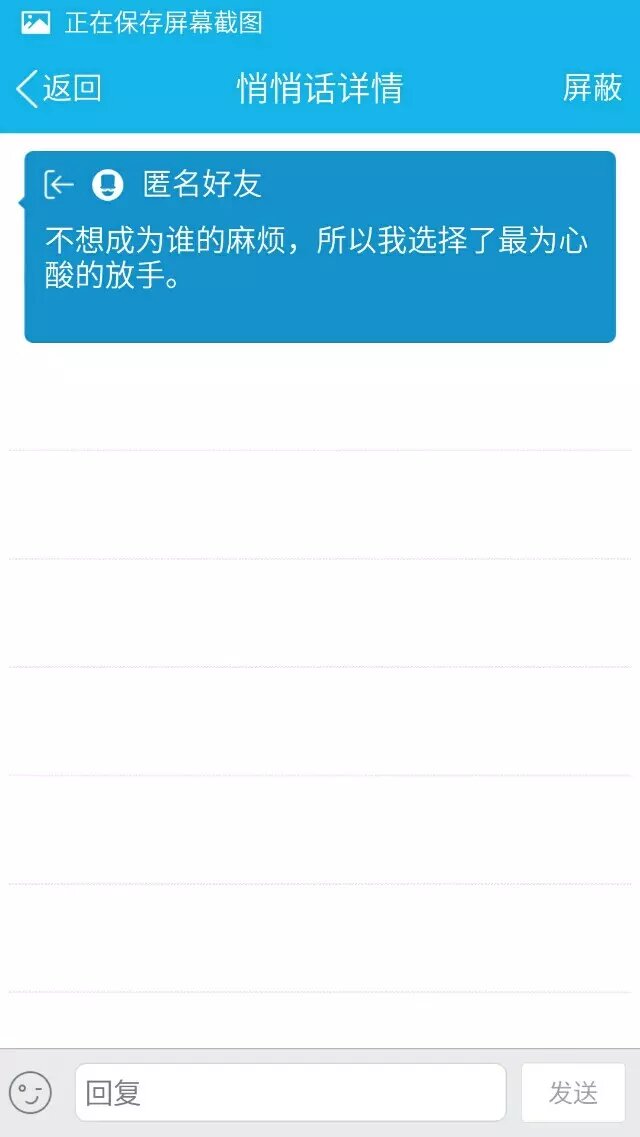 正在保存屏幕截图
返回 悄悄话详情 屏蔽
匿名好友
不想成为谁的麻烦，所以我选择了最为心
酸的放手。
回复 发送